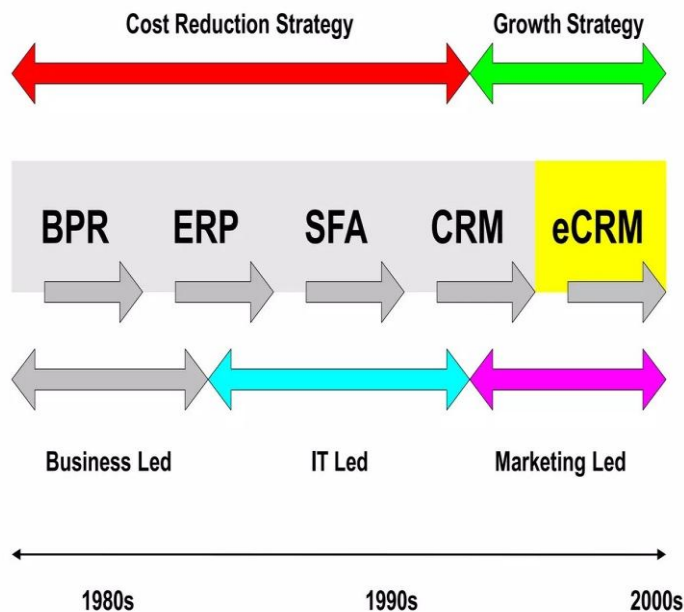 Cost Reduction Strategy Growth Strategy
BPR ERP SFA CRM eCRM
Business Led IT Led Marketing Led
1980s 1990s 2000s